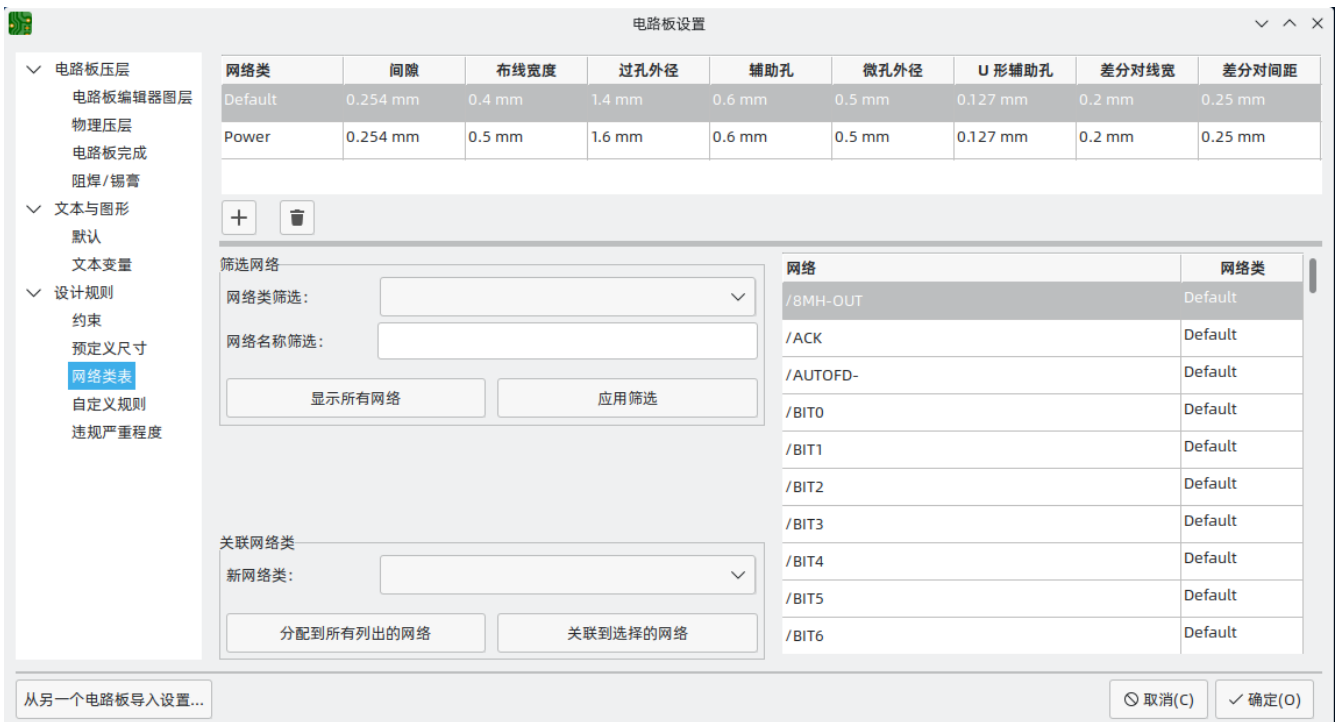 电路板设置
电路板压层
电路板编辑器图层
物理压层
电路板完成
阻焊/锡膏
文本与图形
默认
文本变量
设计规则
约束
预定义尺寸
网络类表
自定义规则
违规严重程度
网络类 间隙 布线宽度 过孔外径 辅助孔 微孔外径 U 形辅助孔 差分对线宽 差分对间距
Default 0.254 mm 0.4 mm 1.4 mm 0.6 mm 0.5 mm 0.127 mm 0.2 mm 0.25 mm
Power 0.254 mm 0.5 mm 1.6 mm 0.6 mm 0.5 mm 0.127 mm 0.2 mm 0.25 mm
筛选网络
网络类筛选：
网络名称筛选：
显示所有网络 应用筛选
关联网络类
新网络类：
分配到所有列出的网络 关联到选择的网络
网络 网络类
/8MH-OUT Default
/ACK Default
/AUTOFD- Default
/BIT0 Default
/BIT1 Default
/BIT2 Default
/BIT3 Default
/BIT4 Default
/BIT5 Default
/BIT6 Default
从另一个电路板导入设置... 取消(C) 确定(O)